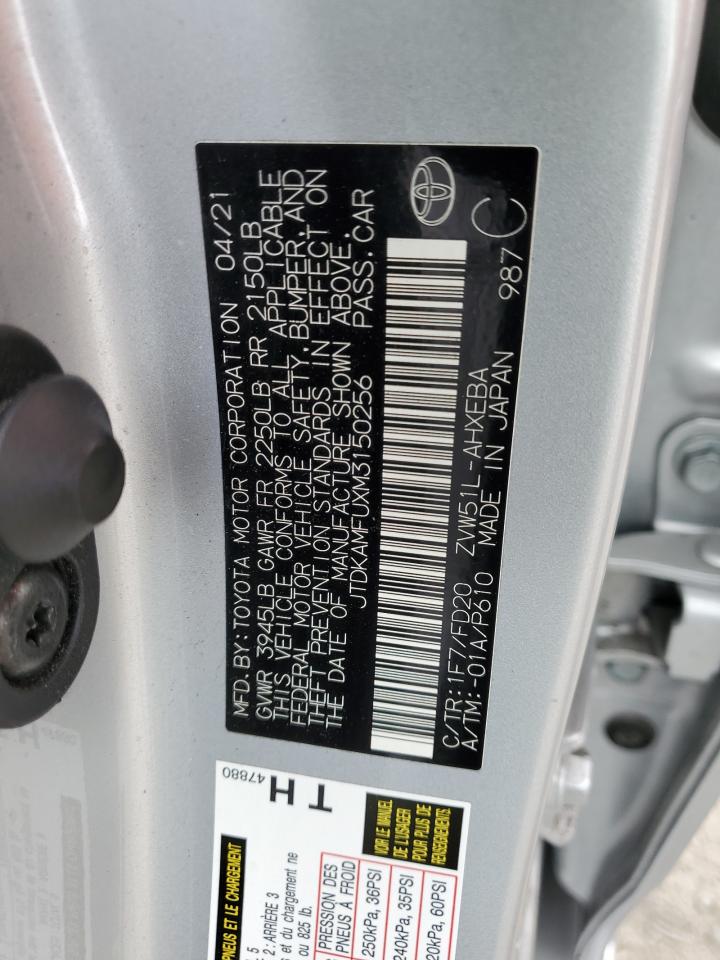 MFD. BY: TOYOTA MOTOR CORPORATION 04/21
GVWR 3945LB GAWR FR 2250LB RR 2150LB
THIS VEHICLE CONFORMS TO ALL APPLICABLE
FEDERAL MOTOR VEHICLE SAFETY, BUMPER, AND
THEFT PREVENTION STANDARDS IN EFFECT ON
THE DATE OF MANUFACTURE SHOWN ABOVE.
JTDKAMFUXM3150256 PASS. CAR
C/TR: 1F7/FD20 ZVW51L-AHXEBA
A/TM: -01A/P610 MADE IN JAPAN 987 C
47880
T H
PNEUS ET LE CHARGEMENT
5
2: ARRIÈRE 3
et du chargement ne
ou 825 lb.
PRESSION DES
PNEUS À FROID
250kPa, 36PSI
240kPa, 35PSI
20kPa, 60PSI
VOIR LE MANUEL
DE L'USAGER
POUR PLUS DE
RENSEIGNEMENTS